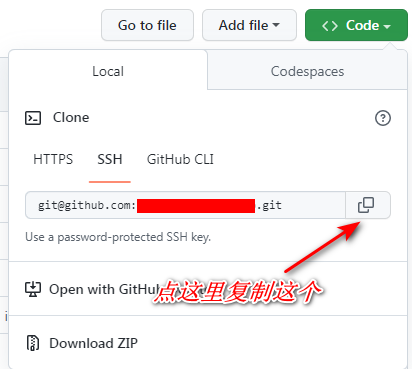 Go to file Add file Code
Local Codespaces
Clone
HTTPS SSH GitHub CLI
git@github.com: .git
Use a password-protected SSH key.
Open with GitHub
点这里复制这个
Download ZIP